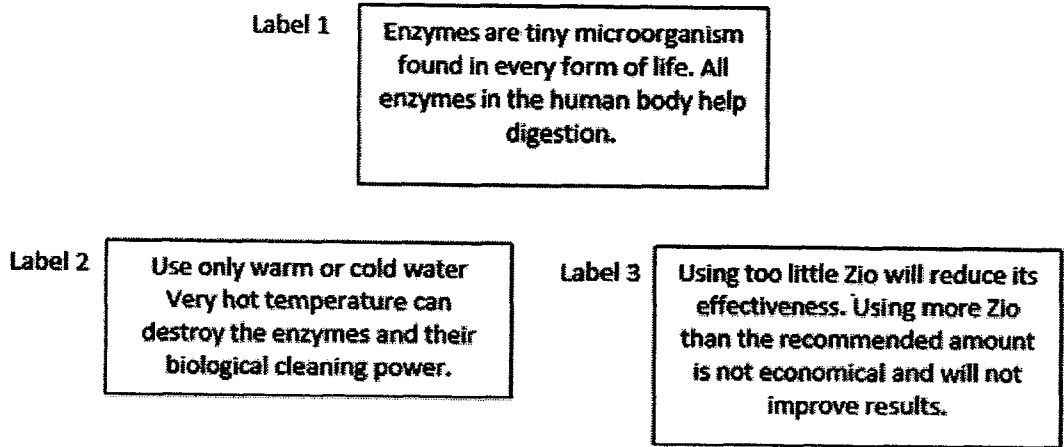 Label 1
Enzymes are tiny microorganism
found in every form of life. All
enzymes in the human body help
digestion.
Label 2
Use only warm or cold water
Very hot temperature can
destroy the enzymes and their
biological cleaning power.
Label 3
Using too little Zio will reduce its
effectiveness. Using more Zio
than the recommended amount
is not economical and will not
improve results.